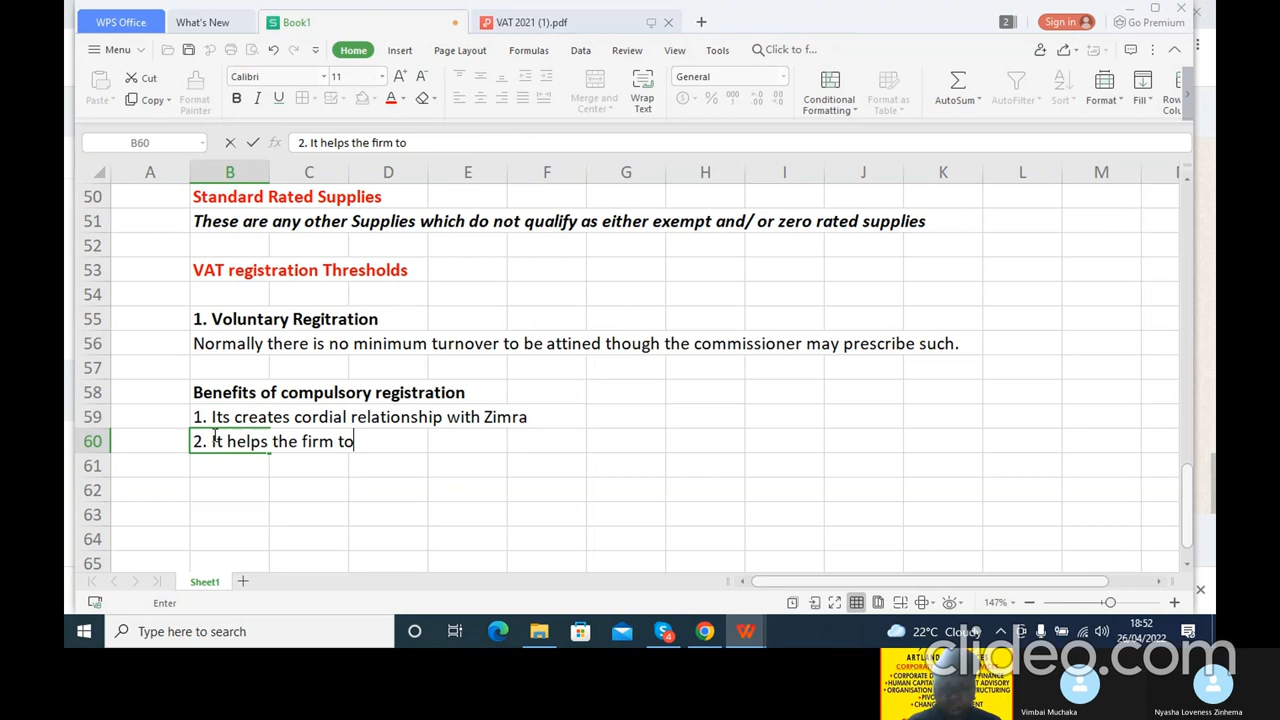 WPS Office What's New Book1 VAT 2021 (1).pdf 2 Sign in Go Premium
Menu Home Insert Page Layout Formulas Data Review View Tools Click to f...
Paste Cut Copy Format Painter Calibri 11 Merge and Center Wrap Text General Conditional Formatting Format as Table AutoSum AutoFilter Sort Format Fill
B60 2. It helps the firm to
A B C D E F G H I J K L M
50 Standard Rated Supplies
51 These are any other Supplies which do not qualify as either exempt and/ or zero rated supplies
52
53 VAT registration Thresholds
54
55 1. Voluntary Regitration
56 Normally there is no minimum turnover to be attined though the commissioner may prescribe such.
57
58 Benefits of compulsory registration
59 1. Its creates cordial relationship with Zimra
60 2. It helps the firm to
61
62
63
64
65
Sheet1
Enter 147%
Type here to search 4 22°C Cloudy 18:52
26/04/2022
clideo.com
Vimbai Muchaka Nyasha Loveness Zinhema